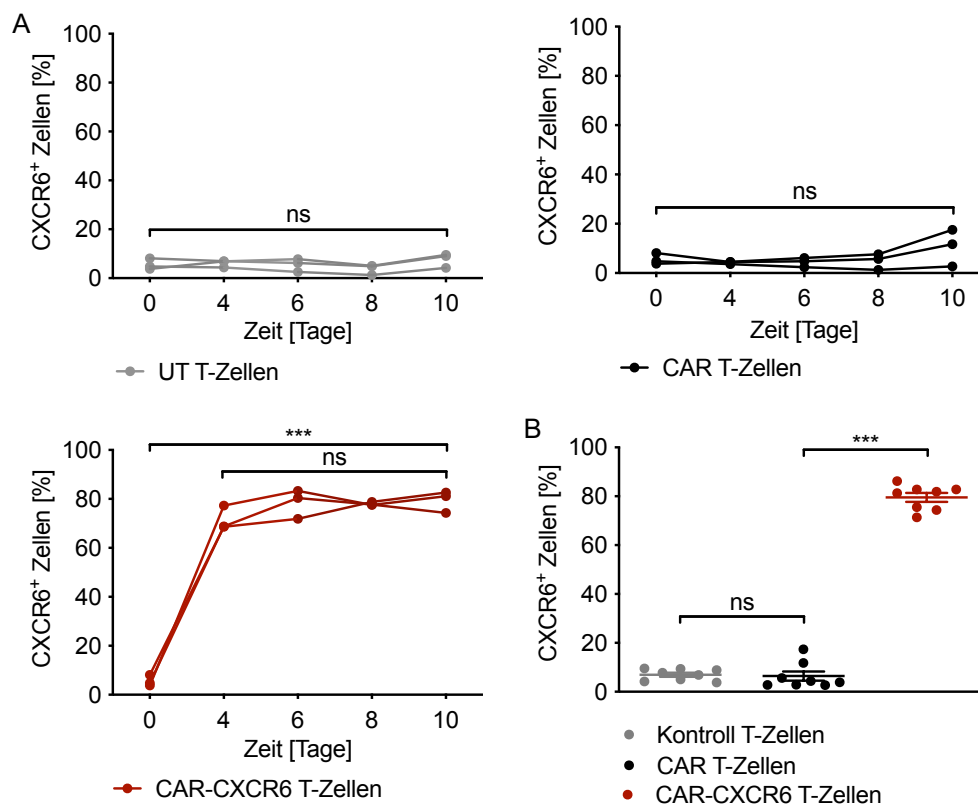 A
CXCR6⁺ Zellen [%]
100
80
60
40
20
0
ns
0 4 6 8 10
Zeit [Tage]
UT T-Zellen
CXCR6⁺ Zellen [%]
100
80
60
40
20
0
ns
0 4 6 8 10
Zeit [Tage]
CAR T-Zellen
CXCR6⁺ Zellen [%]
100
80
60
40
20
0
***
ns
0 4 6 8 10
Zeit [Tage]
CAR-CXCR6 T-Zellen
B
CXCR6⁺ Zellen [%]
100
80
60
40
20
0
***
ns
Kontroll T-Zellen
CAR T-Zellen
CAR-CXCR6 T-Zellen